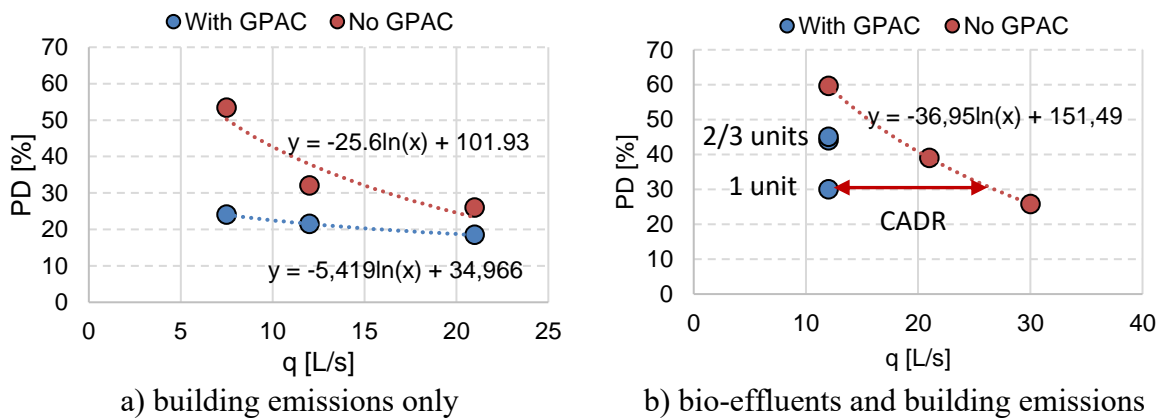 With GPAC No GPAC
70
60
50
40
30
20
10
0
PD [%]
y = -25.6ln(x) + 101.93
y = -5,419ln(x) + 34,966
0 5 10 15 20 25
q [L/s]
a) building emissions only
With GPAC No GPAC
70
60
50
40
30
20
10
0
PD [%]
y = -36,95ln(x) + 151,49
2/3 units
1 unit
CADR
0 10 20 30 40
q [L/s]
b) bio-effluents and building emissions